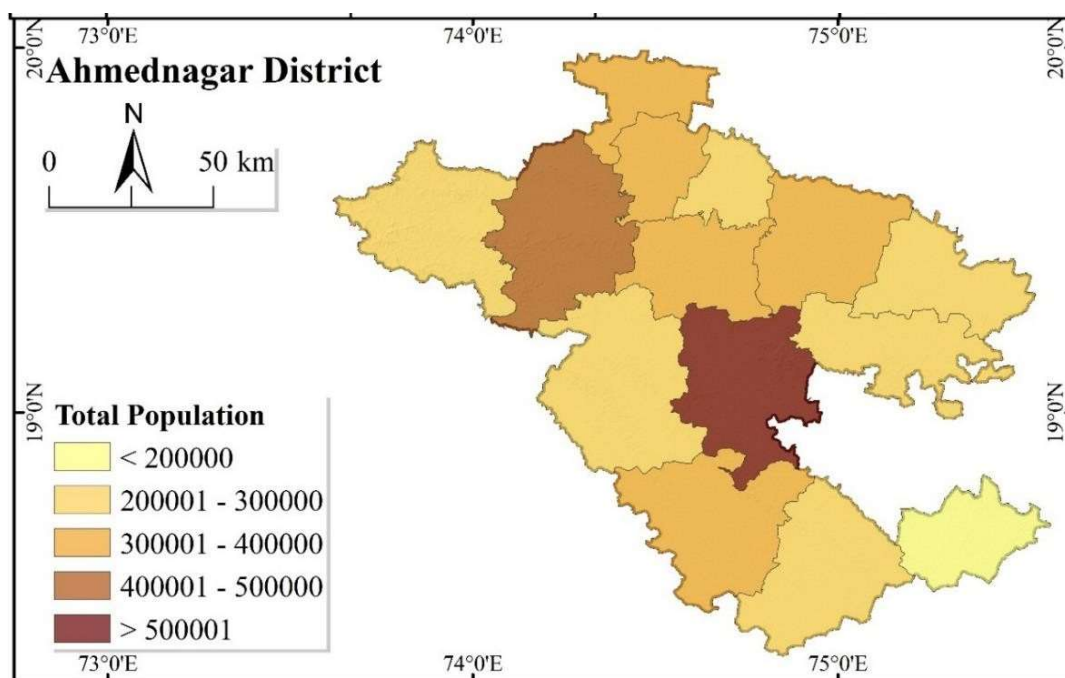 73°0'E 74°0'E 75°0'E
20°0'N
20°0'N
Ahmednagar District
N
0 50 km
19°0'N
19°0'N
Total Population
< 200000
200001 - 300000
300001 - 400000
400001 - 500000
> 500001
73°0'E 74°0'E 75°0'E